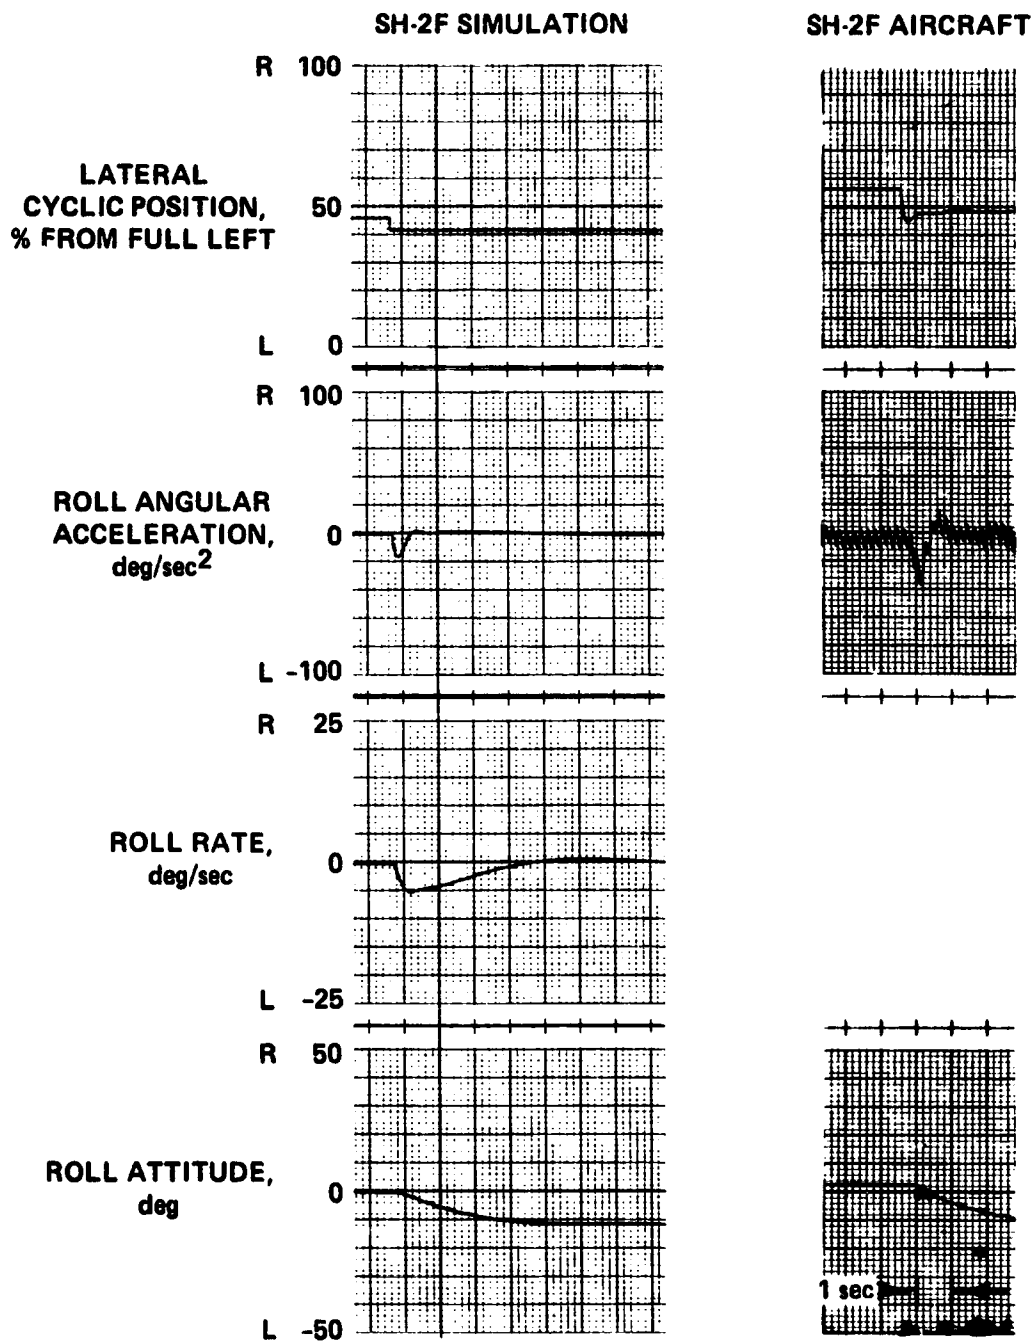 SH-2F SIMULATION
SH-2F AIRCRAFT
R 100
LATERAL
CYCLIC POSITION,
% FROM FULL LEFT
50
L 0
R 100
ROLL ANGULAR
ACCELERATION,
deg/sec2
0
L -100
R 25
ROLL RATE,
deg/sec
0
L -25
R 50
ROLL ATTITUDE,
deg
0
1 sec
L -50